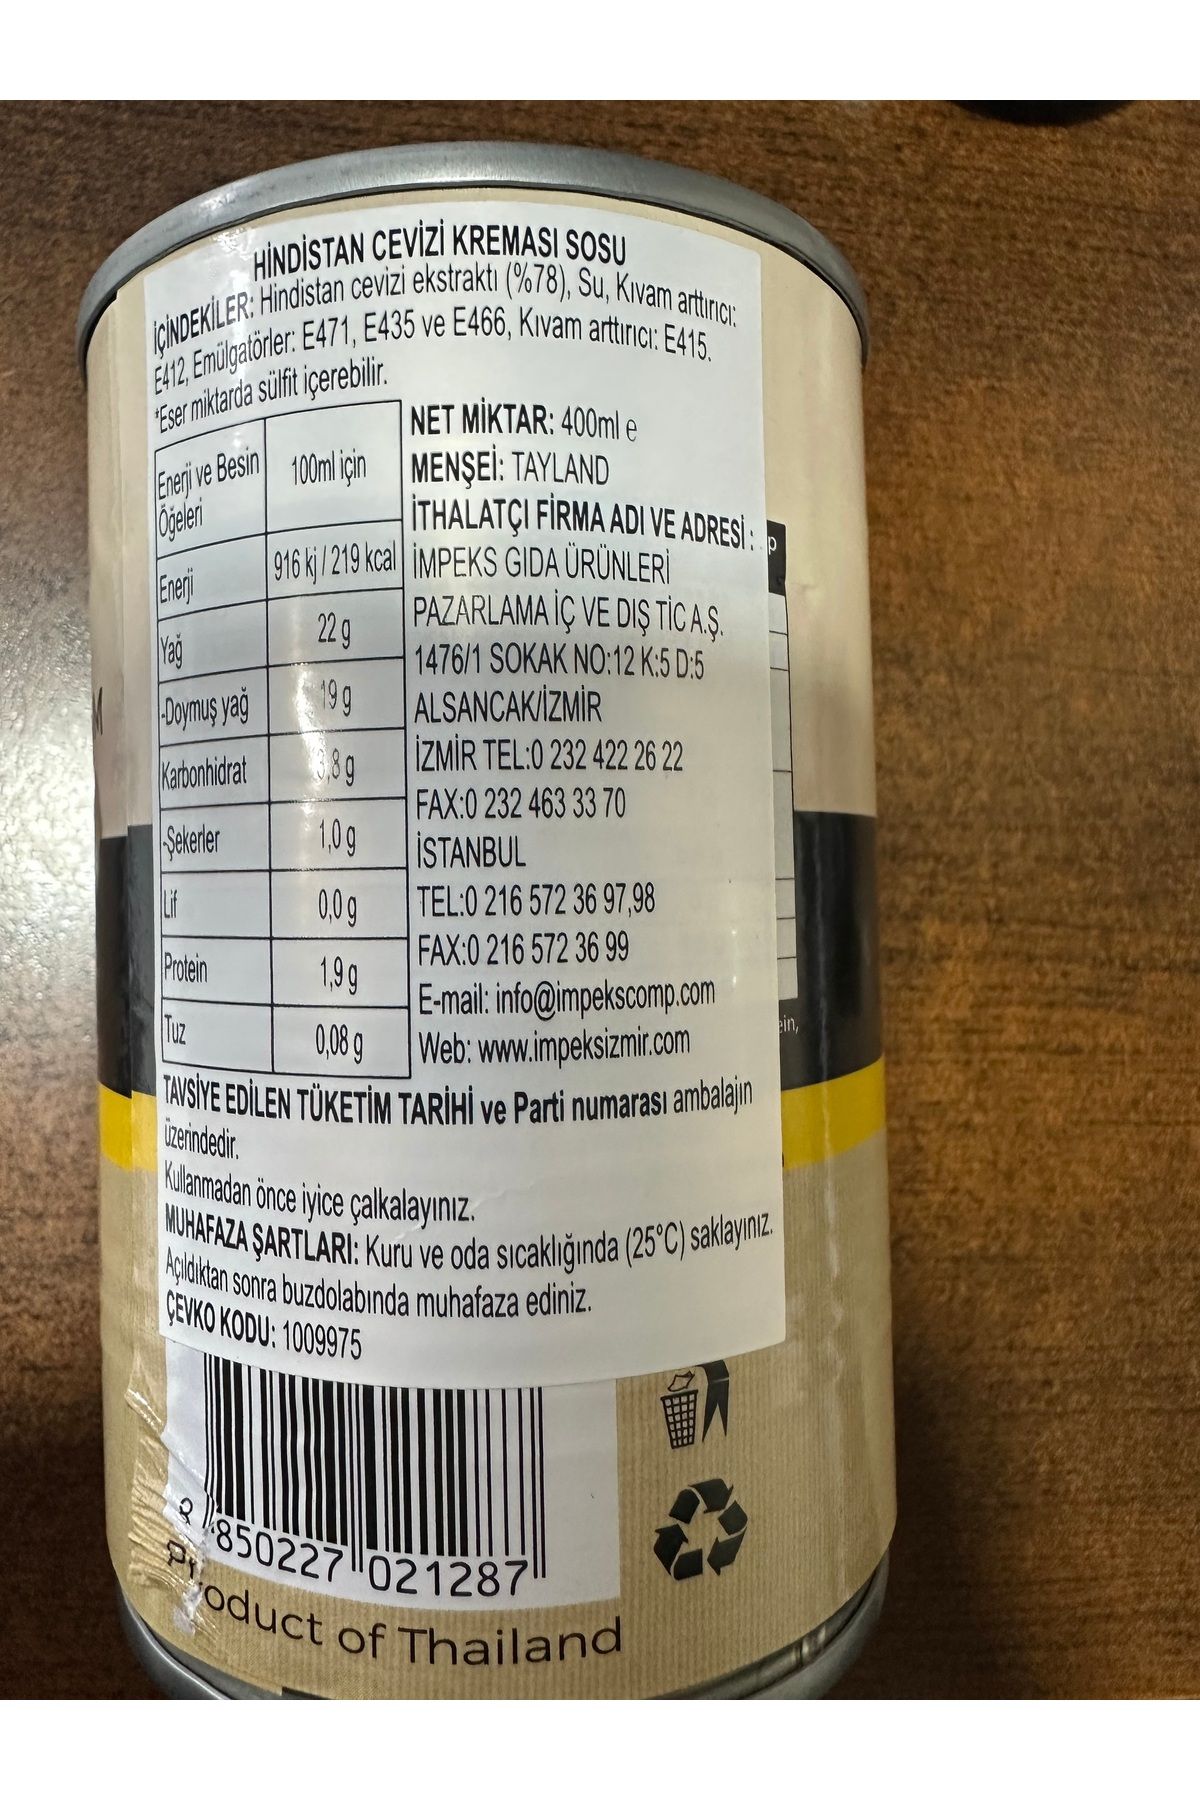 HİNDİSTAN CEVİZİ KREMASI SOSU
İÇİNDEKİLER: Hindistan cevizi ekstraktı (%78), Su, Kıvam arttırıcı:
E412, Emülgatörler: E471, E435 ve E466, Kıvam arttırıcı: E415.
*Eser miktarda sülfit içerebilir.
Enerji ve Besin Öğeleri 100ml için
Enerji 916 kj / 219 kcal
Yağ 22 g
-Doymuş yağ 19 g
Karbonhidrat 3,8 g
-Şekerler 1,0 g
Lif 0,0 g
Protein 1,9 g
Tuz 0,08 g
NET MİKTAR: 400ml e
MENŞEİ: TAYLAND
İTHALATÇI FİRMA ADI VE ADRESİ :
İMPEKS GIDA ÜRÜNLERİ
PAZARLAMA İÇ VE DIŞ TİC A.Ş.
1476/1 SOKAK NO:12 K:5 D:5
ALSANCAK/İZMİR
İZMİR TEL:0 232 422 26 22
FAX:0 232 463 33 70
İSTANBUL
TEL:0 216 572 36 97,98
FAX:0 216 572 36 99
E-mail: info@impekscomp.com
Web: www.impeksizmir.com
TAVSİYE EDİLEN TÜKETİM TARİHİ ve Parti numarası ambalajın
üzerindedir.
Kullanmadan önce iyice çalkalayınız.
MUHAFAZA ŞARTLARI: Kuru ve oda sıcaklığında (25°C) saklayınız.
Açıldıktan sonra buzdolabında muhafaza ediniz.
ÇEVKO KODU: 1009975
8 850227 021287
Product of Thailand